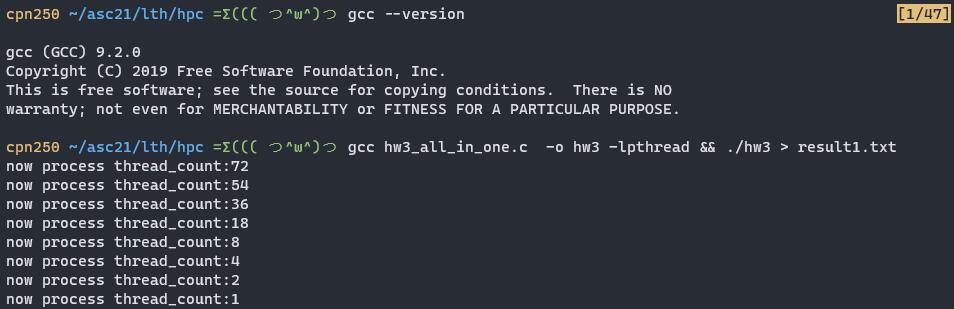 cpn250 ~/asc21/lth/hpc =Σ((( つ^ω^)つ gcc --version [1/47]
gcc (GCC) 9.2.0
Copyright (C) 2019 Free Software Foundation, Inc.
This is free software; see the source for copying conditions.  There is NO
warranty; not even for MERCHANTABILITY or FITNESS FOR A PARTICULAR PURPOSE.
cpn250 ~/asc21/lth/hpc =Σ((( つ^ω^)つ gcc hw3_all_in_one.c  -o hw3 -lpthread && ./hw3 > result1.txt
now process thread_count:72
now process thread_count:54
now process thread_count:36
now process thread_count:18
now process thread_count:8
now process thread_count:4
now process thread_count:2
now process thread_count:1